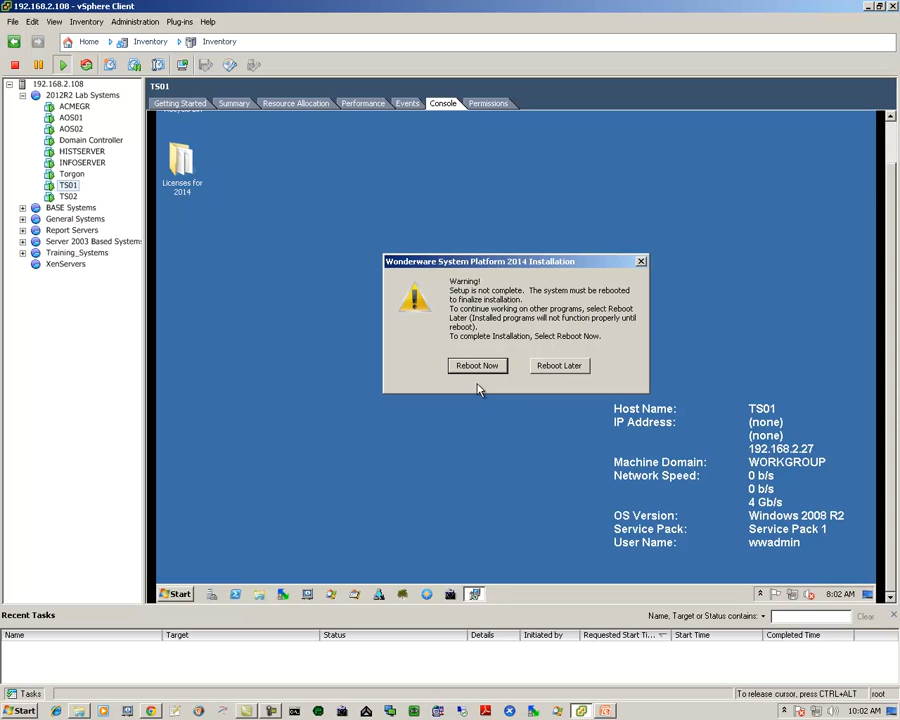 192.168.2.108 - vSphere Client
File Edit View Inventory Administration Plug-ins Help
Home Inventory Inventory
192.168.2.108
2012R2 Lab Systems
ACMEGR
AOS01
AOS02
Domain Controller
HISTSERVER
INFOSERVER
Torgon
TS01
TS02
BASE Systems
General Systems
Report Servers
Server 2003 Based Systems
Training_Systems
XenServers
TS01
Getting Started Summary Resource Allocation Performance Events Console Permissions
Licenses for
2014
Wonderware System Platform 2014 Installation
Warning!
Setup is not complete. The system must be rebooted
to finalize installation.
To continue working on other programs, select Reboot
Later (Installed programs will not function properly until
reboot).
To complete Installation, Select Reboot Now.
Reboot Now Reboot Later
Host Name: TS01
IP Address: (none)
(none)
192.168.2.27
Machine Domain: WORKGROUP
Network Speed: 0 b/s
0 b/s
4 Gb/s
OS Version: Windows 2008 R2
Service Pack: Service Pack 1
User Name: wwadmin
Start 8:02 AM
Recent Tasks Name, Target or Status contains: Clear
Name Target Status Details Initiated by Requested Start Ti... Start Time Completed Time
Tasks To release cursor, press CTRL+ALT root
Start 10:02 AM